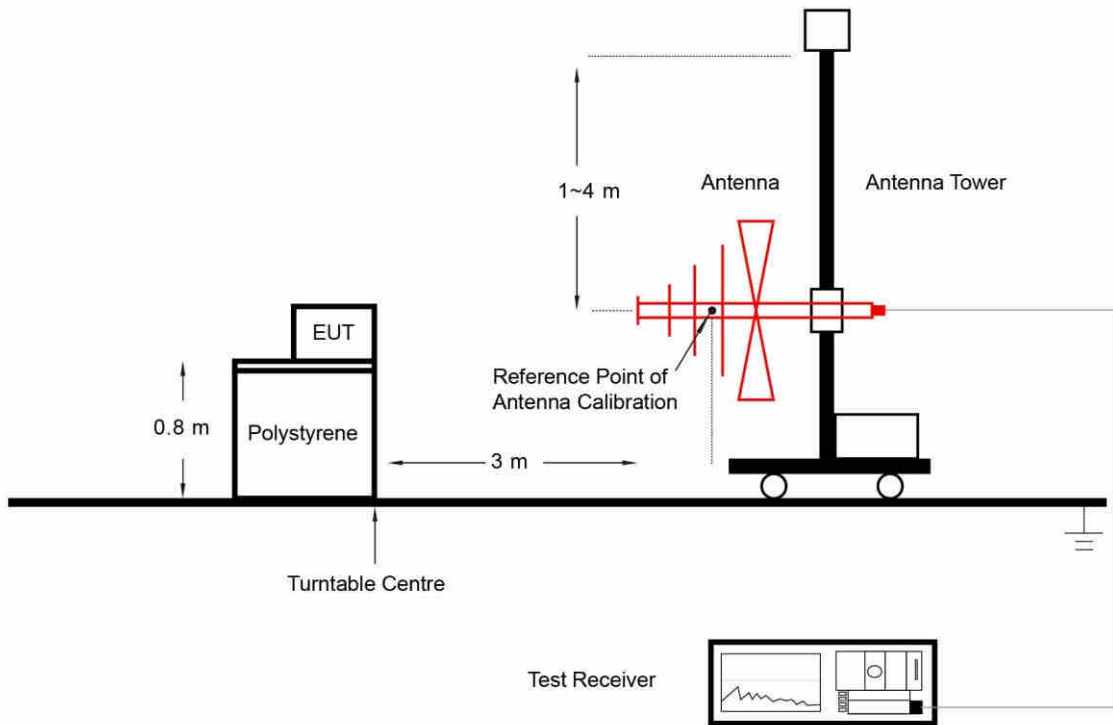 1~4 m
Antenna
Antenna Tower
EUT
Reference Point of
Antenna Calibration
0.8 m
Polystyrene
3 m
Turntable Centre
Test Receiver